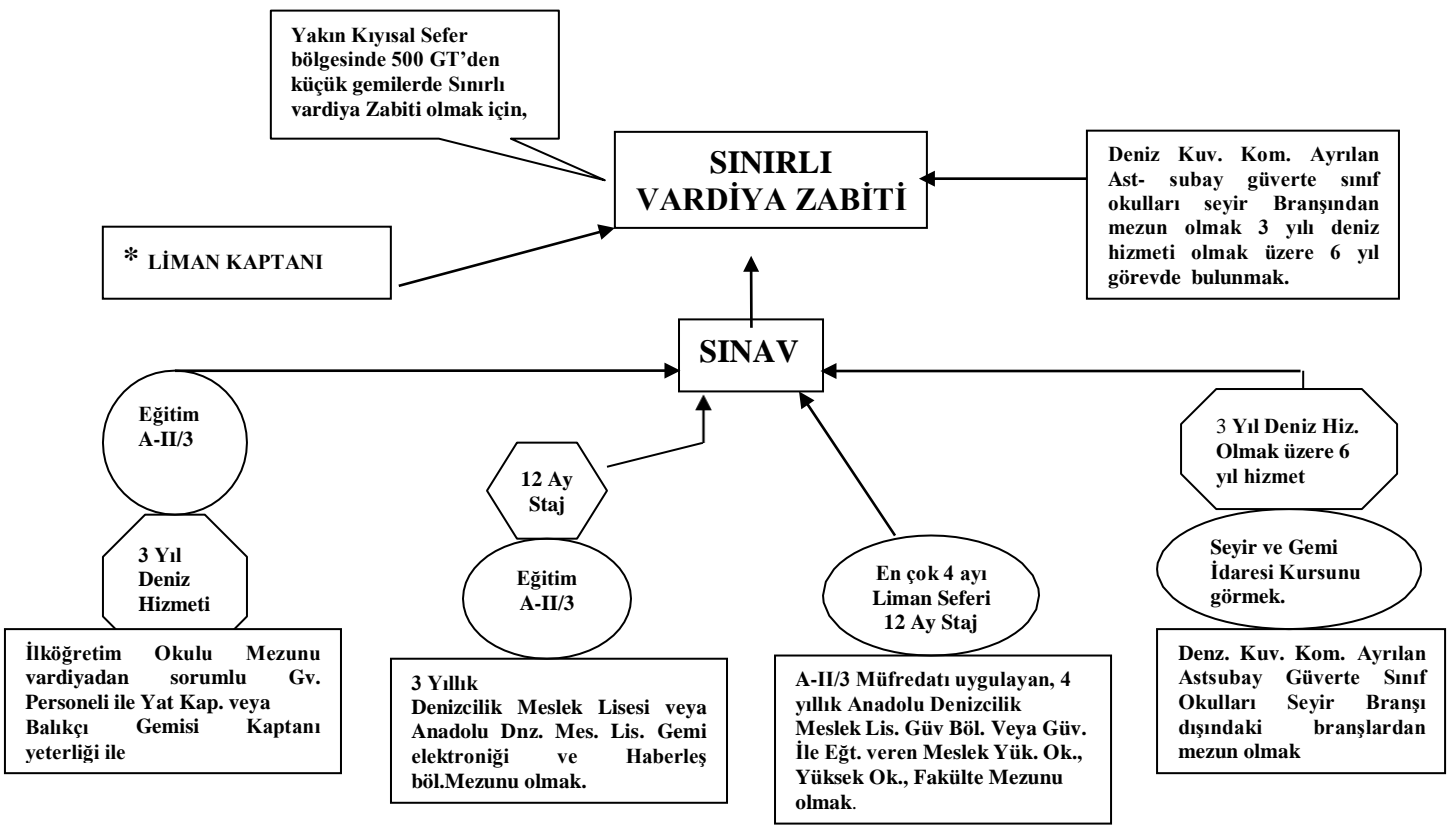 Yakın Kıyısal Sefer
bölgesinde 500 GT’den
küçük gemilerde Sınırlı
vardiya Zabiti olmak için,
SINIRLI
VARDİYA ZABİTİ
Deniz Kuv. Kom. Ayrılan
Ast- subay güverte sınıf
okulları seyir Branşından
mezun olmak 3 yılı deniz
hizmeti olmak üzere 6 yıl
görevde bulunmak.
* LİMAN KAPTANI
SINAV
Eğitim
A-II/3
3 Yıl
Deniz
Hizmeti
İlköğretim Okulu Mezunu
vardiyadan sorumlu Gv.
Personeli ile Yat Kap. veya
Balıkçı Gemisi Kaptanı
yeterliği ile
12 Ay
Staj
Eğitim
A-II/3
3 Yıllık
Denizcilik Meslek Lisesi veya
Anadolu Dnz. Mes. Lis. Gemi
elektroniği ve Haberleş
böl.Mezunu olmak.
En çok 4 ayı
Liman Seferi
12 Ay Staj
A-II/3 Müfredatı uygulayan, 4
yıllık Anadolu Denizcilik
Meslek Lis. Güv Böl. Veya Güv.
İle Eğt. veren Meslek Yük. Ok.,
Yüksek Ok., Fakülte Mezunu
olmak.
3 Yıl Deniz Hiz.
Olmak üzere 6
yıl hizmet
Seyir ve Gemi
İdaresi Kursunu
görmek.
Denz. Kuv. Kom. Ayrılan
Astsubay Güverte Sınıf
Okulları Seyir Branşı
dışındaki branşlardan
mezun olmak